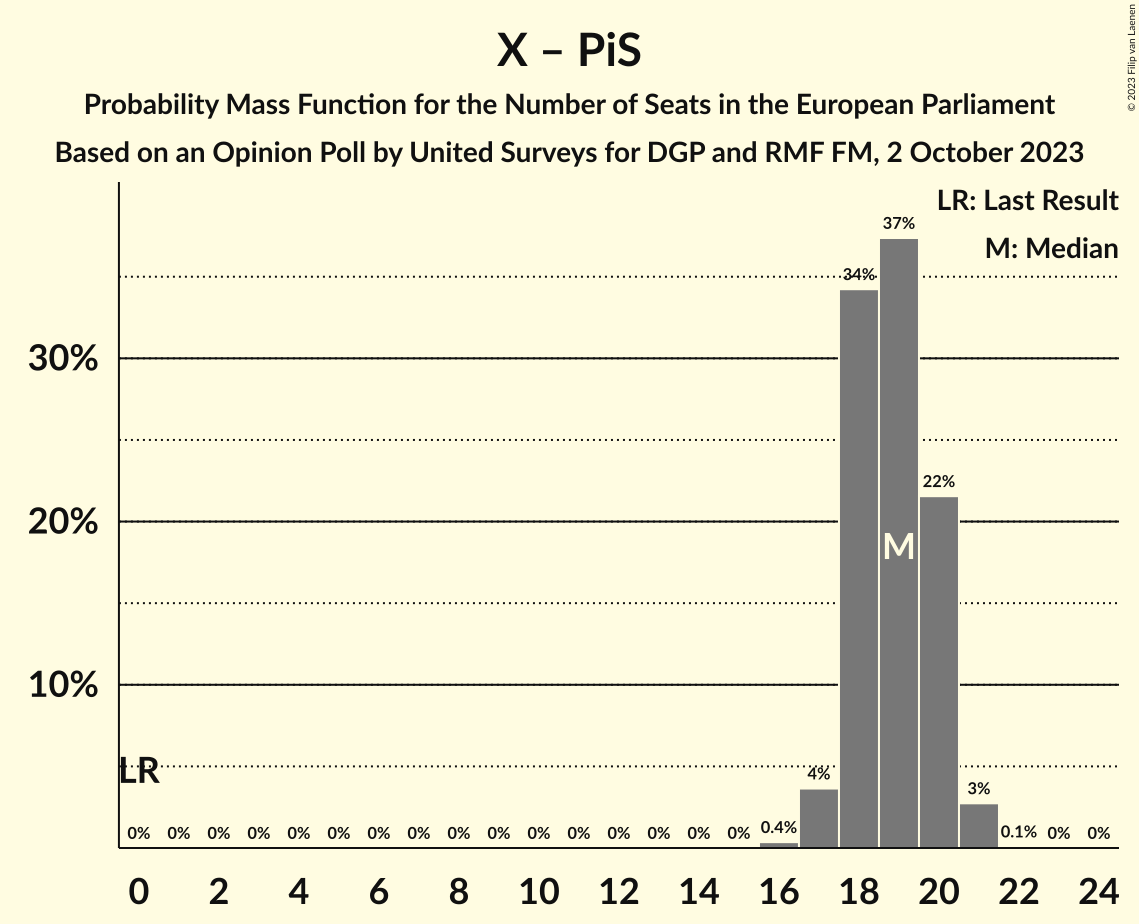 X – PiS
Probability Mass Function for the Number of Seats in the European Parliament
Based on an Opinion Poll by United Surveys for DGP and RMF FM, 2 October 2023
© 2023 Filip van Laenen
LR: Last Result
M: Median
37%
34%
30%
22%
20%
M
10%
LR
4%
3%
0% 0% 0% 0% 0% 0% 0% 0% 0% 0% 0% 0% 0% 0% 0% 0% 0.4% 0.1% 0% 0%
0 2 4 6 8 10 12 14 16 18 20 22 24